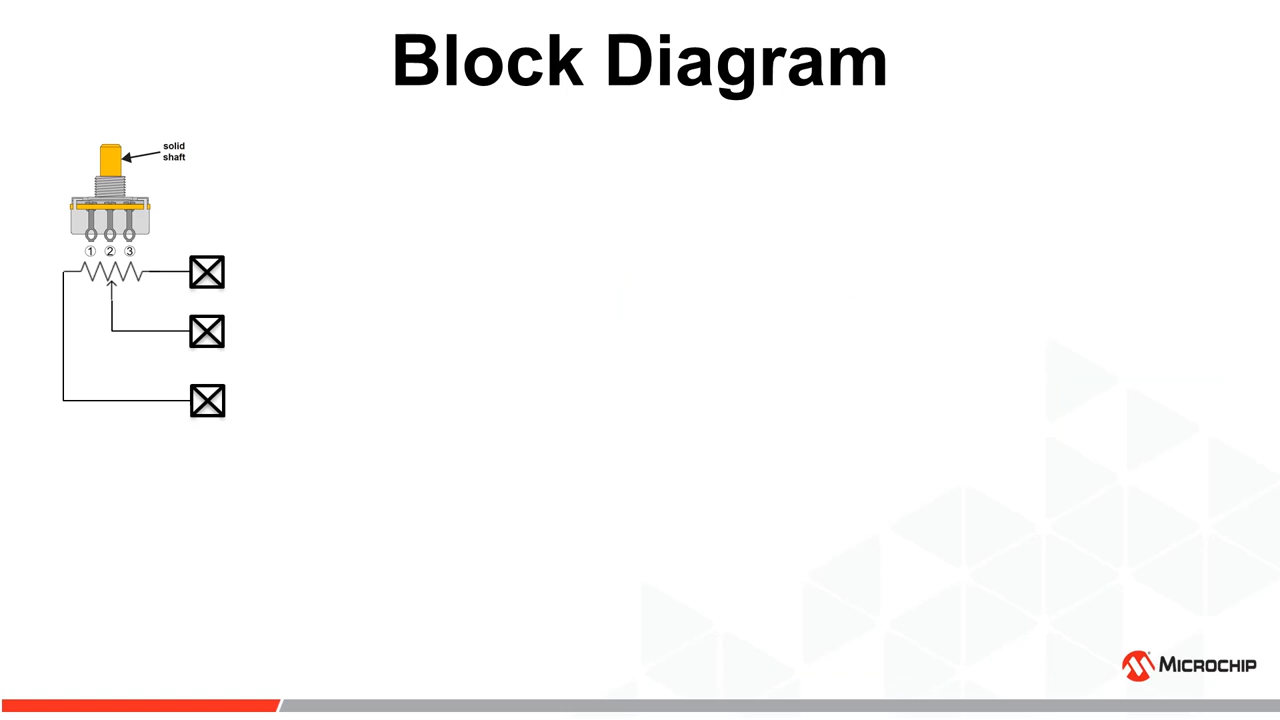 Block Diagram
solid
shaft
① ② ③
MICROCHIP